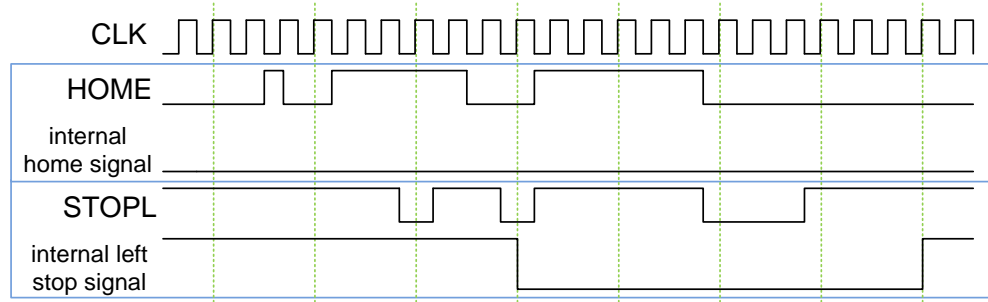 CLK
HOME
internal
home signal
STOPL
internal left
stop signal